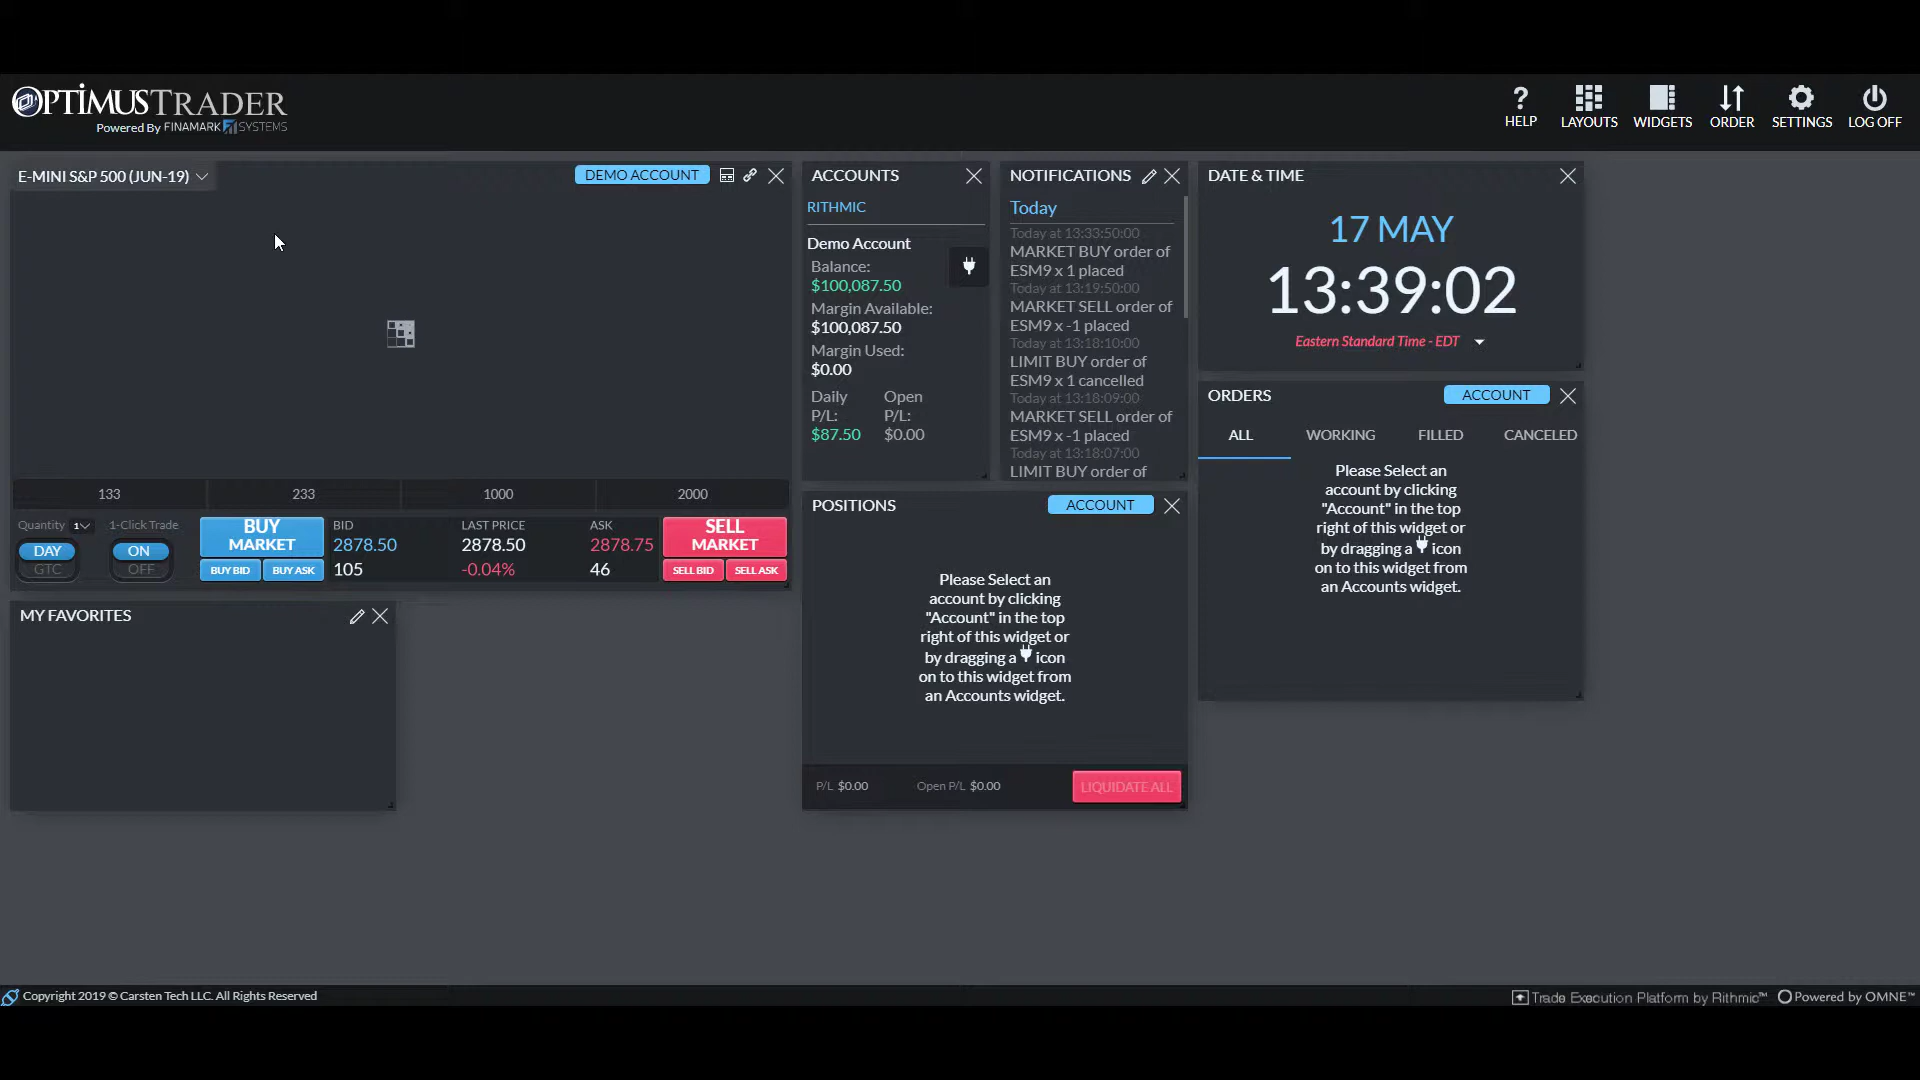 OPTIMUSTRADER
Powered By FINAMARK SYSTEMS
? HELP
LAYOUTS
WIDGETS
ORDER
SETTINGS
LOG OFF
E-MINI S&P 500 (JUN-19)
DEMO ACCOUNT
133
233
1000
2000
Quantity 1
DAY
GTC
1-Click Trade
ON
OFF
BUY
MARKET
BUY BID
BUY ASK
BID
2878.50
105
LAST PRICE
2878.50
-0.04%
ASK
2878.75
46
SELL
MARKET
SELL BID
SELL ASK
MY FAVORITES
ACCOUNTS
RITHMIC
Demo Account
Balance:
$100,087.50
Margin Available:
$100,087.50
Margin Used:
$0.00
Daily
P/L:
$87.50
Open
P/L:
$0.00
NOTIFICATIONS
Today
Today at 13:33:50:00
MARKET BUY order of
ESM9 x 1 placed
Today at 13:19:50:00
MARKET SELL order of
ESM9 x -1 placed
Today at 13:18:10:00
LIMIT BUY order of
ESM9 x 1 cancelled
Today at 13:18:09:00
MARKET SELL order of
ESM9 x -1 placed
Today at 13:18:07:00
LIMIT BUY order of
POSITIONS
ACCOUNT
Please Select an
account by clicking
"Account" in the top
right of this widget or
by dragging a icon
on to this widget from
an Accounts widget.
P/L $0.00
Open P/L $0.00
LIQUIDATE ALL
DATE & TIME
17 MAY
13:39:02
Eastern Standard Time - EDT
ORDERS
ACCOUNT
ALL
WORKING
FILLED
CANCELED
Please Select an
account by clicking
"Account" in the top
right of this widget or
by dragging a icon
on to this widget from
an Accounts widget.
Copyright 2019 © Carsten Tech LLC. All Rights Reserved
Trade Execution Platform by Rithmic™
Powered by OMNE™